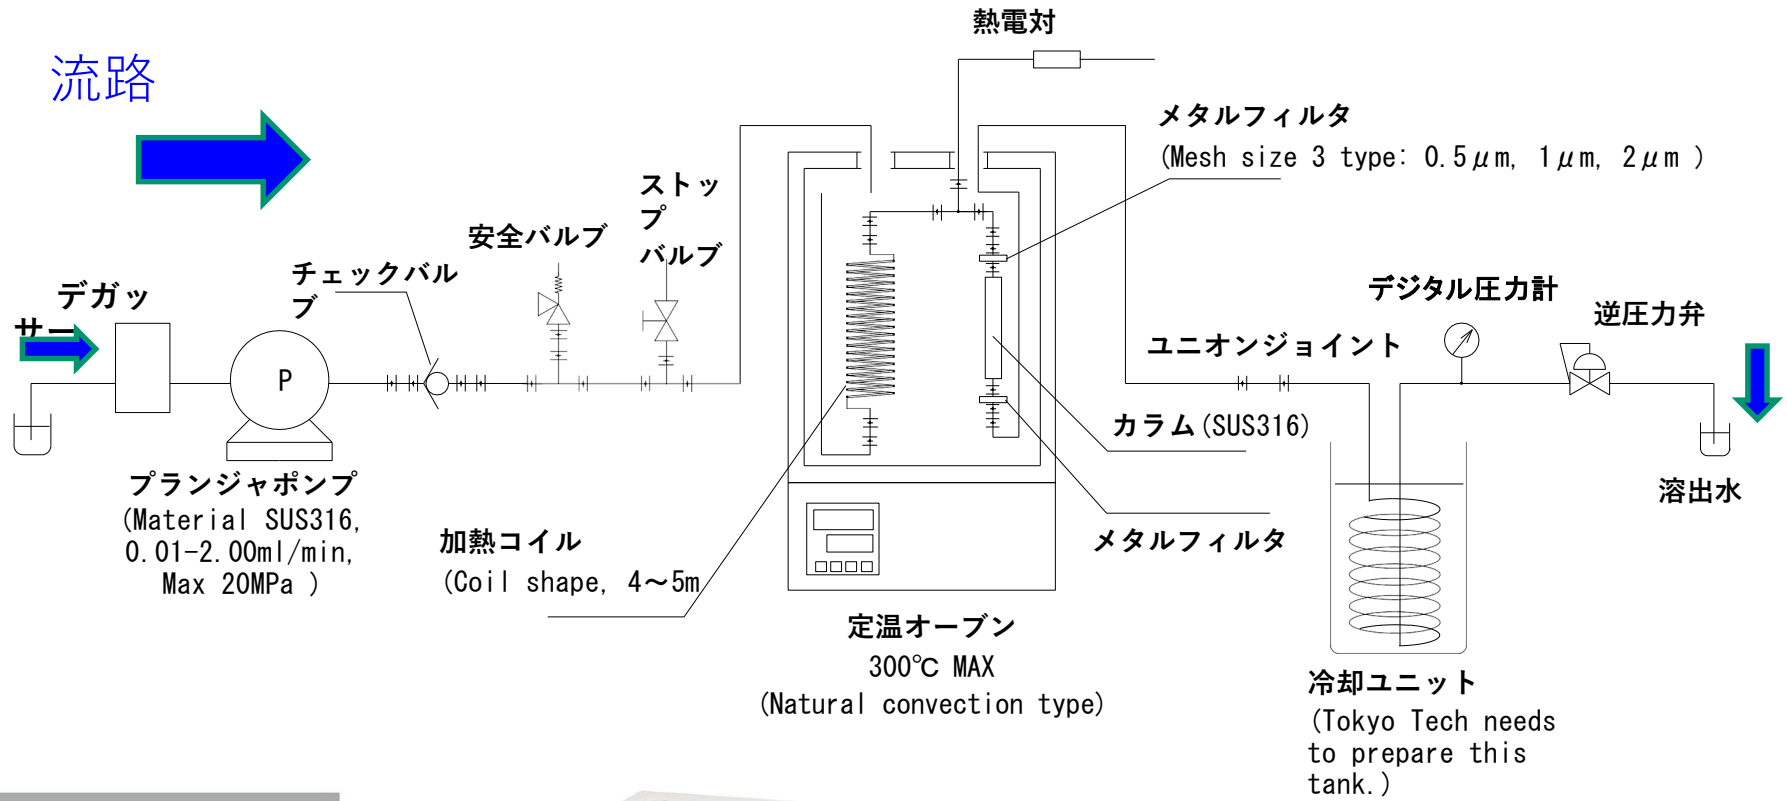 流路
熱電対
メタルフィルタ
(Mesh size 3 type: 0.5μm, 1μm, 2μm )
ストッ
プ
バルブ
安全バルブ
チェックバル
ブ
デガッ
サー
P
プランジャポンプ
(Material SUS316,
0.01-2.00ml/min,
Max 20MPa )
加熱コイル
(Coil shape, 4～5m
定温オーブン
300℃ MAX
(Natural convection type)
カラム(SUS316)
メタルフィルタ
ユニオンジョイント
デジタル圧力計
逆圧力弁
溶出水
冷却ユニット
(Tokyo Tech needs
to prepare this
tank.)